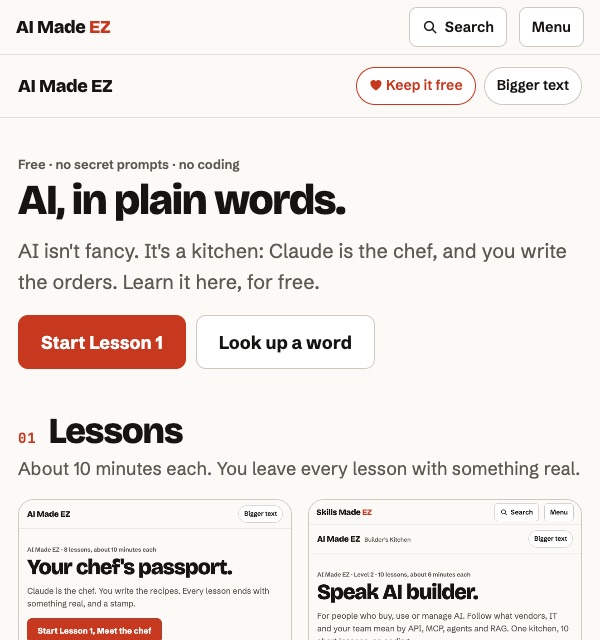 AI Made EZ
Search
Menu
AI Made EZ
Keep it free
Bigger text
Free · no secret prompts · no coding
AI, in plain words.
AI isn't fancy. It's a kitchen: Claude is the chef, and you write
the orders. Learn it here, for free.
Start Lesson 1
Look up a word
01 Lessons
About 10 minutes each. You leave every lesson with something real.
AI Made EZ
Bigger text
AI Made EZ · 8 lessons, about 10 minutes each
Your chef's passport.
Claude is the chef. You write the recipes. Every lesson ends with
something real, and a stamp.
Start Lesson 1, Meet the chef
Skills Made EZ
Search
Menu
AI Made EZ Builder's Kitchen
Bigger text
AI Made EZ · Level 2 · 10 lessons, about 6 minutes each
Speak AI builder.
For people who buy, use or manage AI. Follow what vendors, IT
and your team mean by API, MCP, agents and RAG. One kitchen, 10